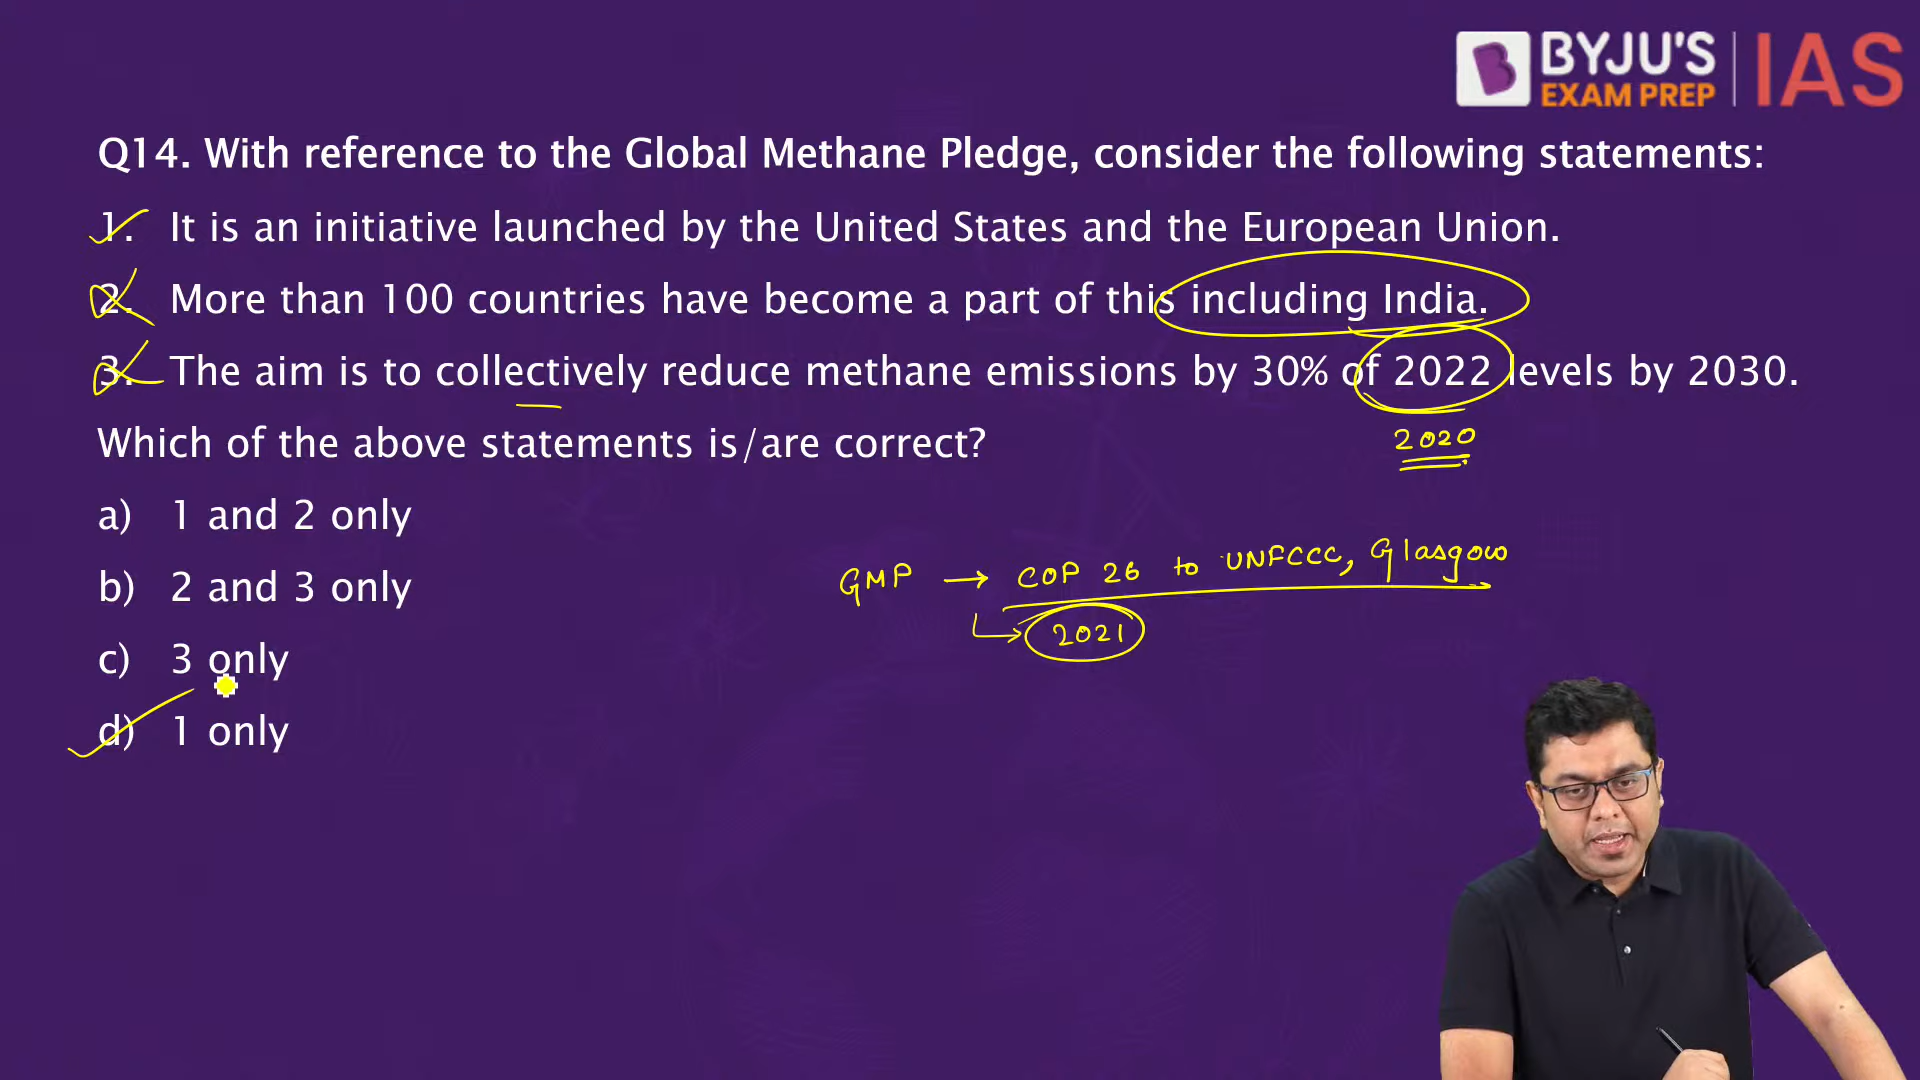 BYJU'S
EXAM PREP
IAS
Q14. With reference to the Global Methane Pledge, consider the following statements:
1. It is an initiative launched by the United States and the European Union.
2. More than 100 countries have become a part of this including India.
3. The aim is to collectively reduce methane emissions by 30% of 2022 levels by 2030.
2020
Which of the above statements is/are correct?
a) 1 and 2 only
GMP → COP 26 to UNFCCC, Glasgow
b) 2 and 3 only
2021
c) 3 only
d) 1 only